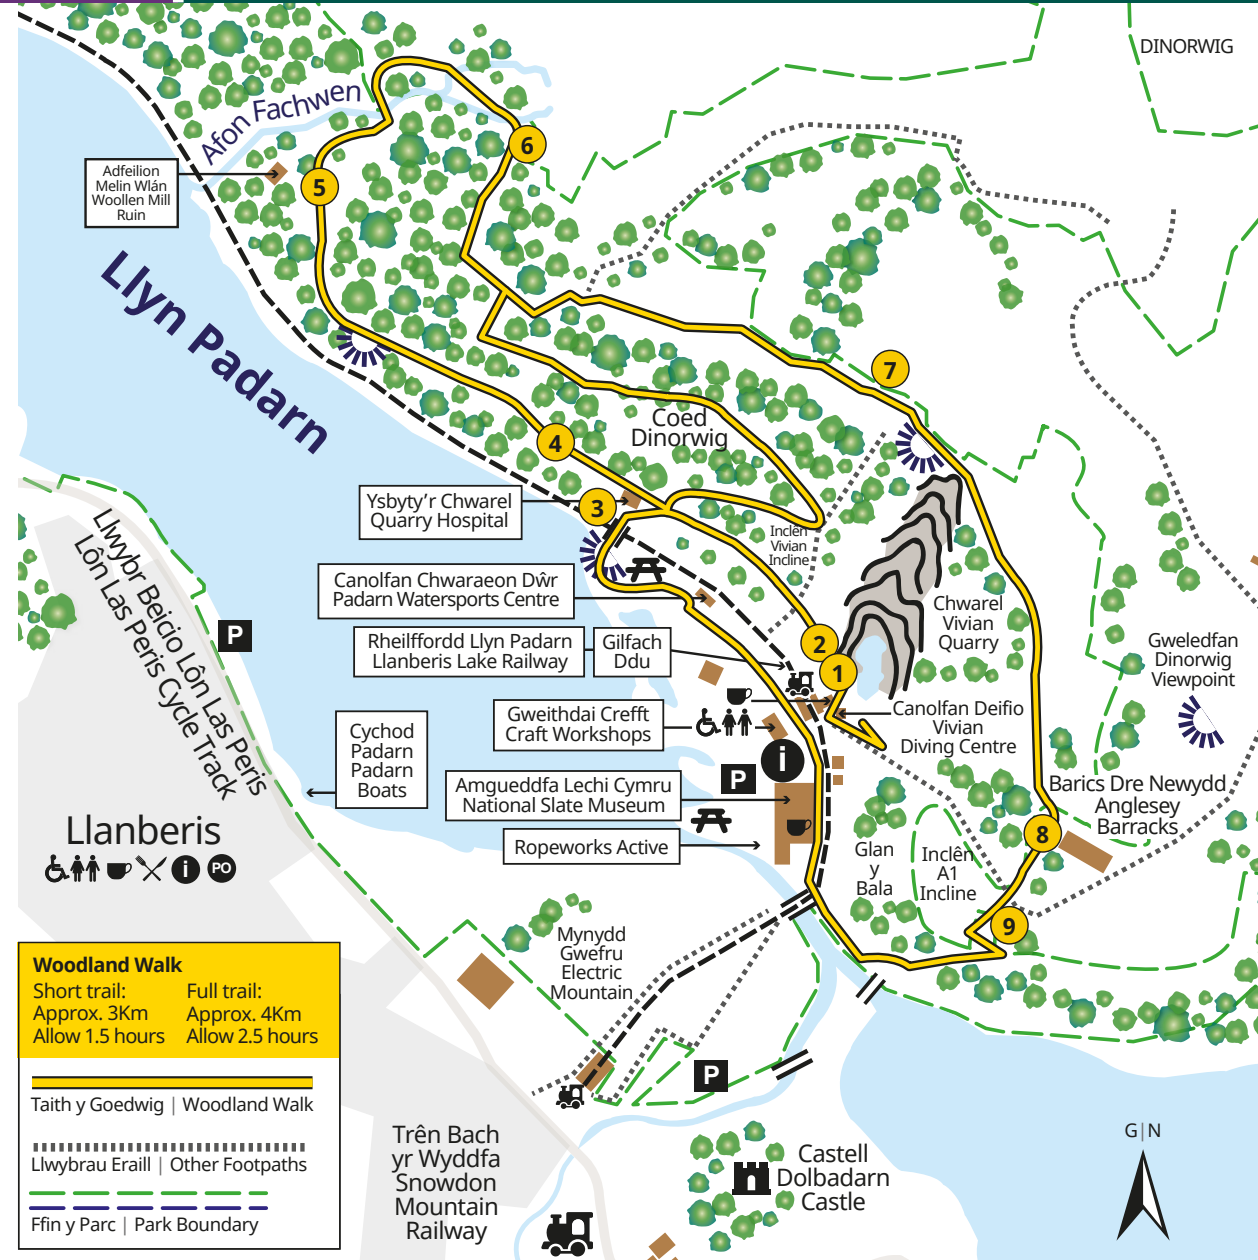 DINORWIG
Afon Fachwen
6
Adfeilion
Melin Wlân
Woollen Mill
Ruin
5
Llyn Padarn
7
Coed
Dinorwig
4
Ysbyty'r Chwarel
Quarry Hospital
3
Inclên
Vivian
Incline
Llwybr Beicio Lôn Las Peris
Lôn Las Peris Cycle Track
P
Canolfan Chwaraeon Dŵr
Padarn Watersports Centre
Chwarel
Vivian
Quarry
Rheilffordd Llyn Padarn
Llanberis Lake Railway
Gilfach
Ddu
2
1
Gweledfan
Dinorwig
Viewpoint
Gweithdai Crefft
Craft Workshops
Canolfan Deifio
Vivian
Diving Centre
Cychod
Padarn
Padarn
Boats
i
P
Amgueddfa Lechi Cymru
National Slate Museum
Ropeworks Active
Barics Dre Newydd
Anglesey
Barracks
8
Llanberis
i
PO
Glan
y
Bala
Inclên
A1
Incline
9
Mynydd
Gwefru
Electric
Mountain
Woodland Walk
Short trail:
Approx. 3Km
Allow 1.5 hours
Full trail:
Approx. 4Km
Allow 2.5 hours
Taith y Goedwig | Woodland Walk
Llwybrau Eraill | Other Footpaths
Ffin y Parc | Park Boundary
P
Trên Bach
yr Wyddfa
Snowdon
Mountain
Railway
Castell
Dolbadarn
Castle
G|N